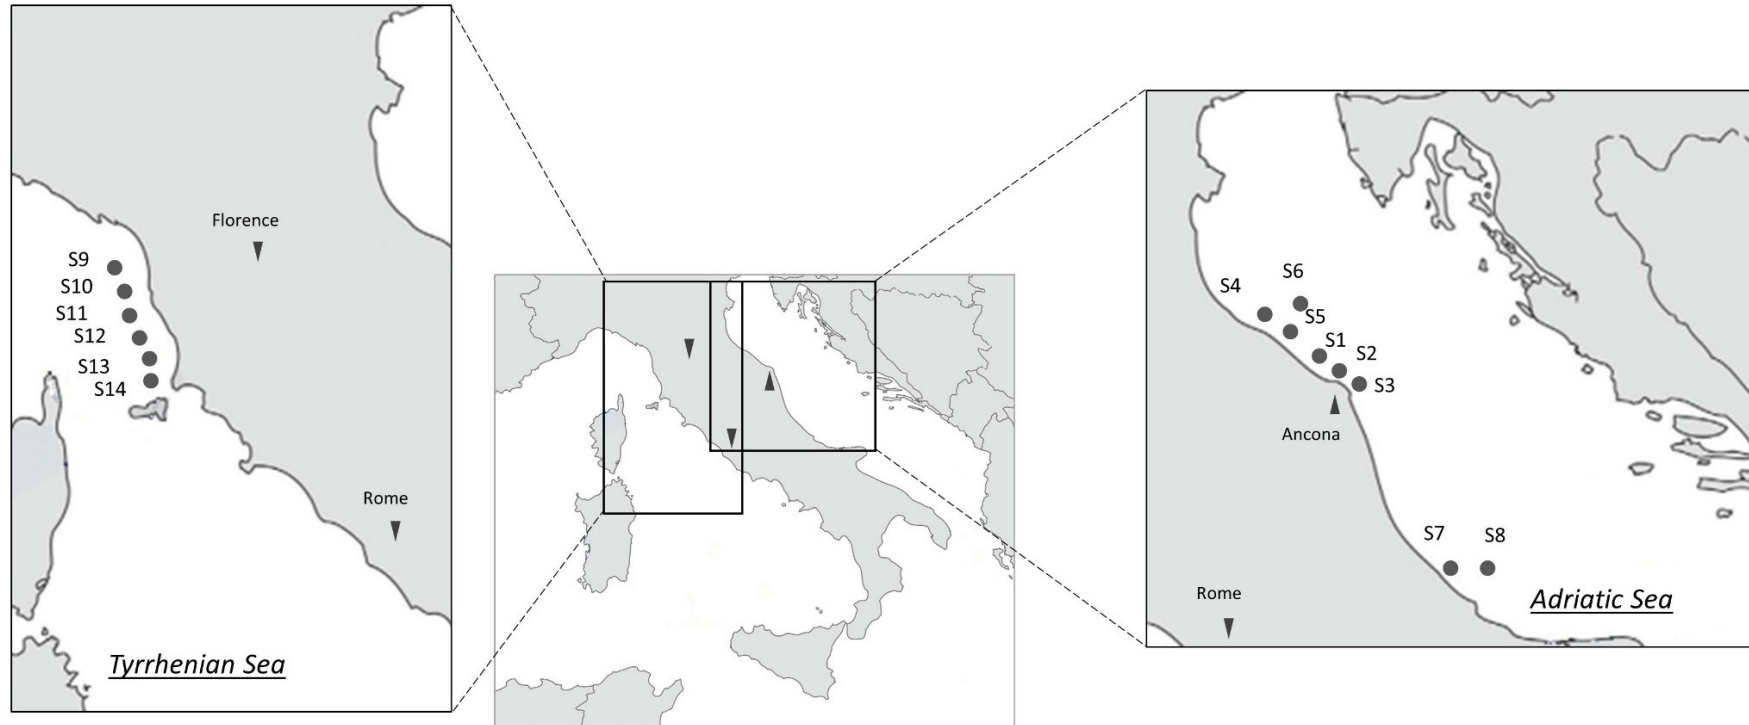 Florence
S9
S10
S11
S12
S13
S14
Rome
Tyrrhenian Sea
S6
S4
S5
S1
S2
S3
Ancona
S7
S8
Rome
Adriatic Sea